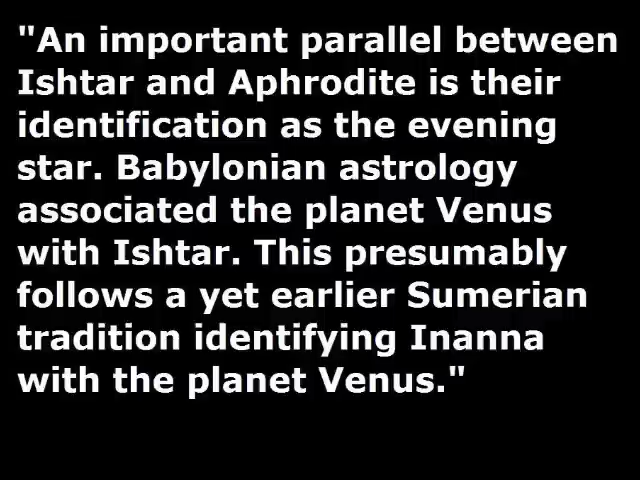 "An important parallel between
Ishtar and Aphrodite is their
identification as the evening
star. Babylonian astrology
associated the planet Venus
with Ishtar. This presumably
follows a yet earlier Sumerian
tradition identifying Inanna
with the planet Venus."